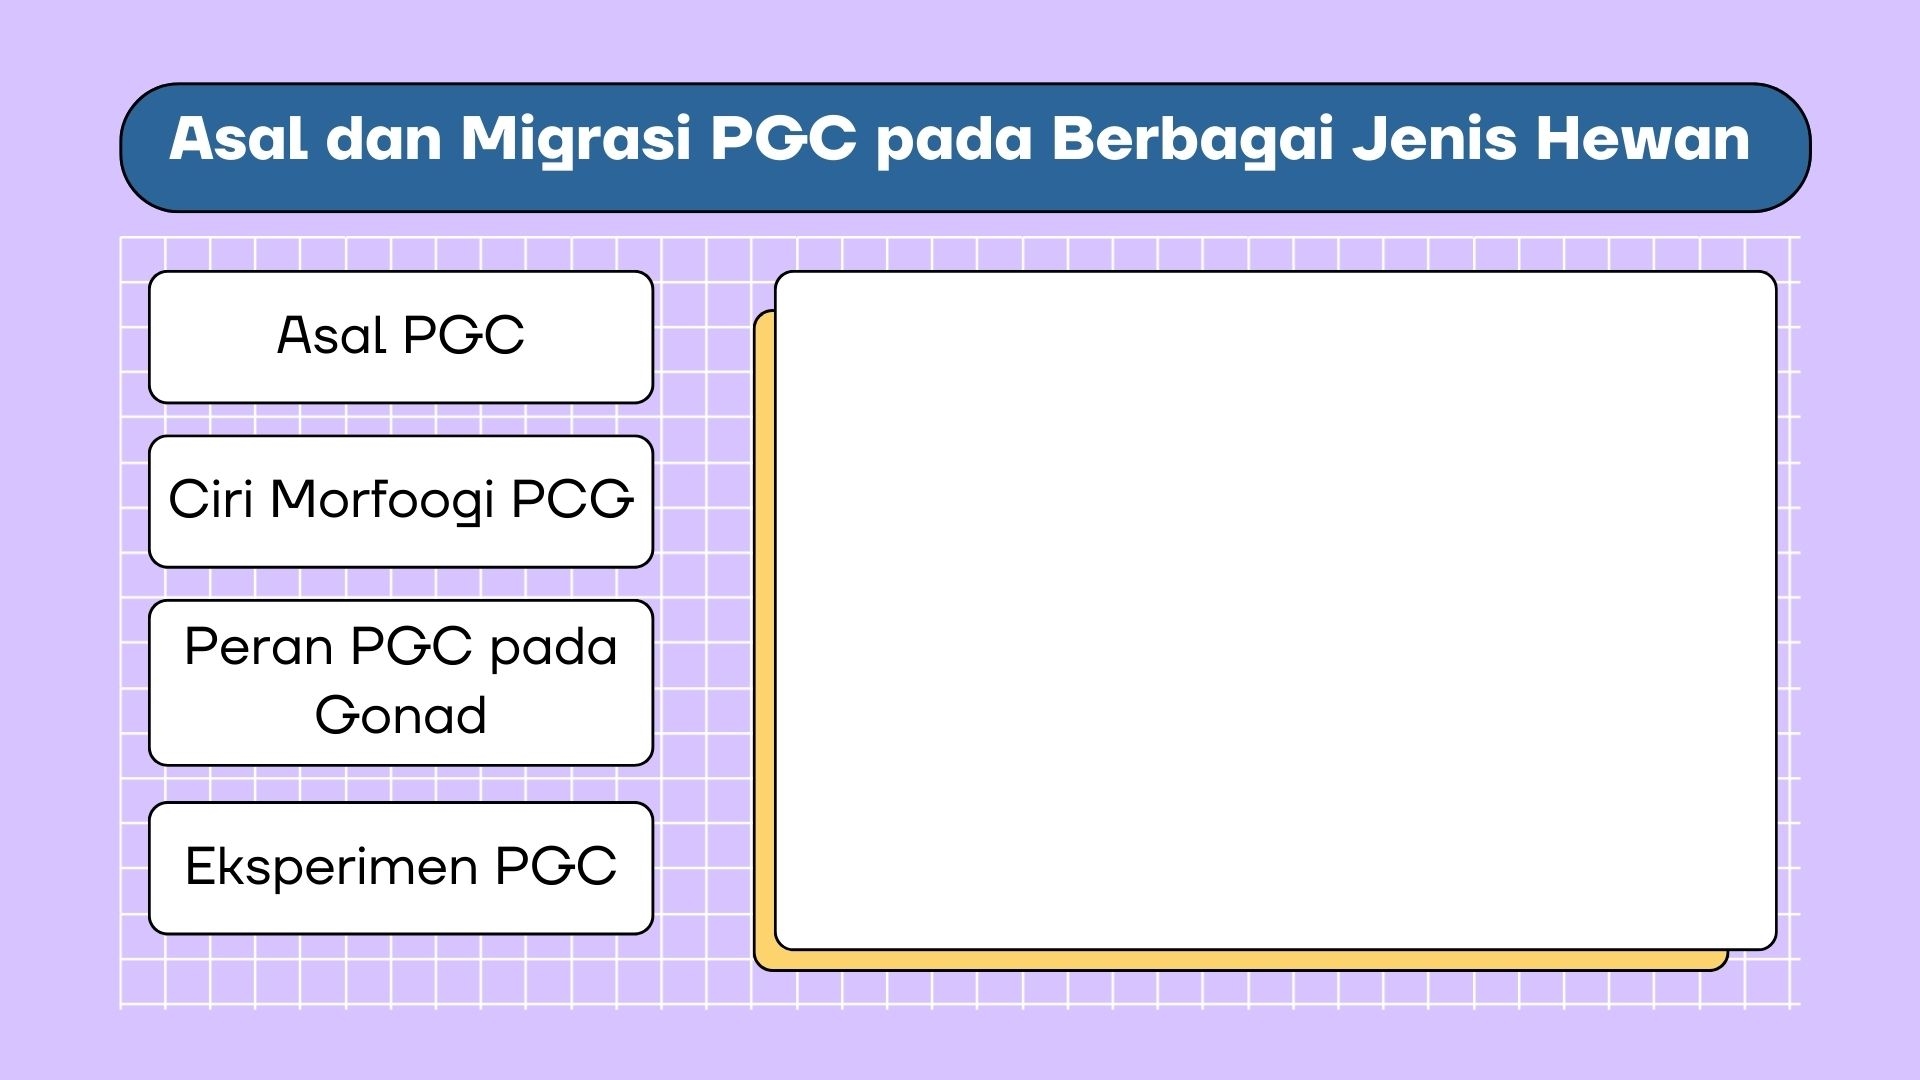 Asal dan Migrasi PGC pada Berbagai Jenis Hewan
Asal PGC
Ciri Morfoogi PCG
Peran PGC pada
Gonad
Eksperimen PGC